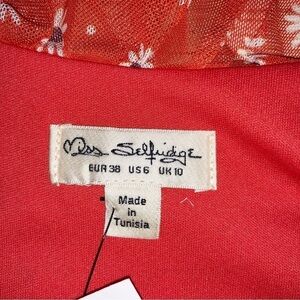 Miss Selfridge
EUR 38 US 6 UK 10
Made
in
Tunisia